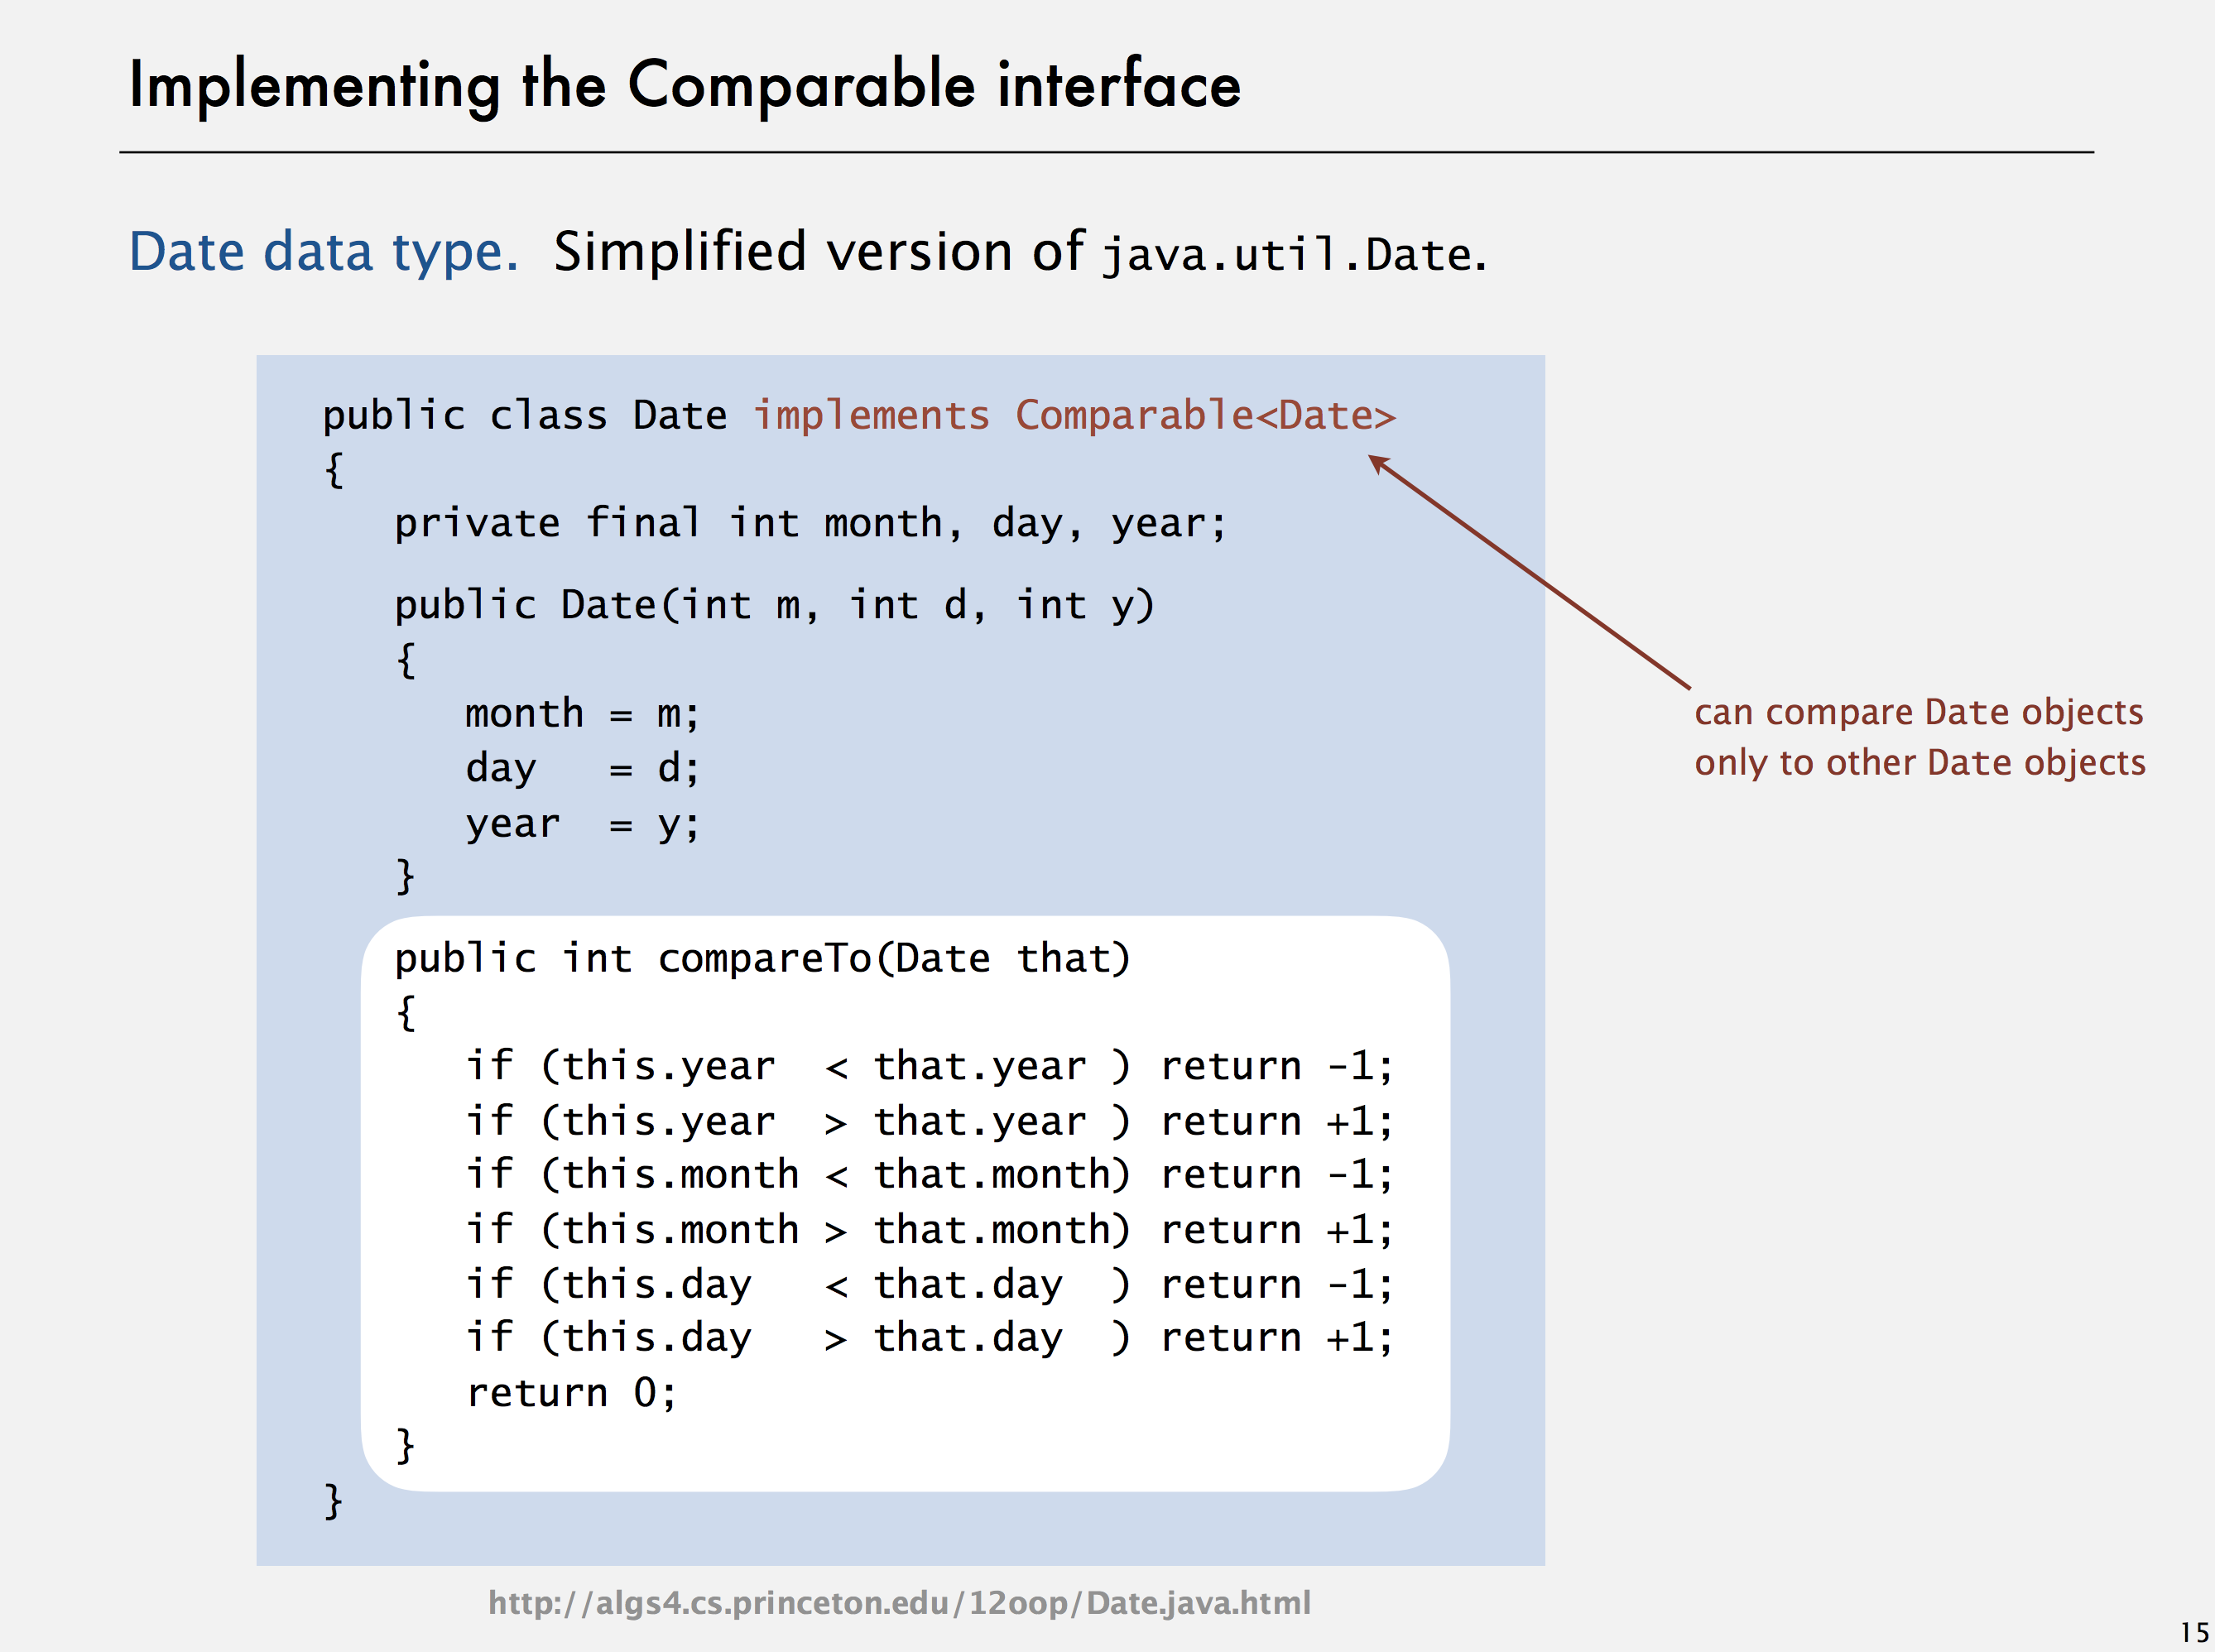 Implementing the Comparable interface
Date data type. Simplified version of java.util.Date.
public class Date implements Comparable<Date>
{
   private final int month, day, year;
   public Date(int m, int d, int y)
   {
      month = m;
      day   = d;
      year  = y;
   }
   public int compareTo(Date that)
   {
      if (this.year  < that.year ) return -1;
      if (this.year  > that.year ) return +1;
      if (this.month < that.month) return -1;
      if (this.month > that.month) return +1;
      if (this.day   < that.day  ) return -1;
      if (this.day   > that.day  ) return +1;
      return 0;
   }
}
can compare Date objects
only to other Date objects
http://algs4.cs.princeton.edu/12oop/Date.java.html
15